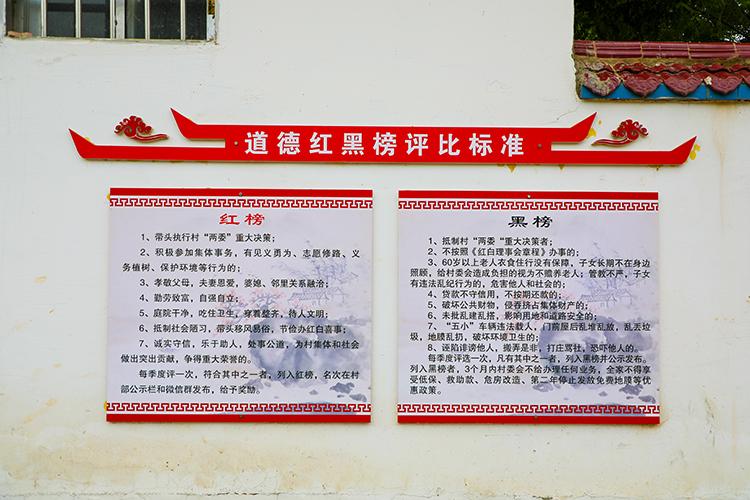 道德红黑榜评比标准
红榜
1、带头执行村“两委”重大决策；
2、积极参加集体事务，有见义勇为、志愿修路、义
务植树、保护环境等行为的；
3、孝敬父母，夫妻恩爱，婆媳、邻里关系融洽；
4、勤劳致富，自强自立；
5、庭院干净，吃住卫生，穿着整齐，待人文明；
6、抵制社会陋习，带头移风易俗，节俭办红白喜事；
7、诚实守信，乐于助人，处事公道，为村集体和社会
做出突出贡献，争得重大荣誉的。
每季度评选一次，符合其中之一者，列入红榜，名次在村
部公示栏和微信群发布，给予奖励。
黑榜
1、抵制村“两委“重大决策者；
2、不按照《红白理事会章程》办事的；
3、60岁以上老人衣食住行没有保障，子女长期不在身边
照顾，给村委会造成负担的视为不赡养老人；管教不严，子女
有违法乱纪行为的，危害他人和社会的；
4、贷款不守信用，不按期还款的；
5、破坏公共财物，侵吞挤占集体财产的；
6、未批乱建乱搭，影响用地和道路安全的；
7、“五小”车辆违法载人，门前屋后乱堆乱放，乱丢垃
圾，地膜乱扔，破坏环境卫生的；
8、诬陷诽谤他人，搬弄是非，打庄骂社，恐吓他人的。
每季度评选一次，凡有其中之一者，列入黑榜并公示发布。
列入黑榜者，3个月内村委会不给办理任何业务，全家不得享
受低保、救助款、危房改造、第二年停止发放免费地膜等优
惠政策。